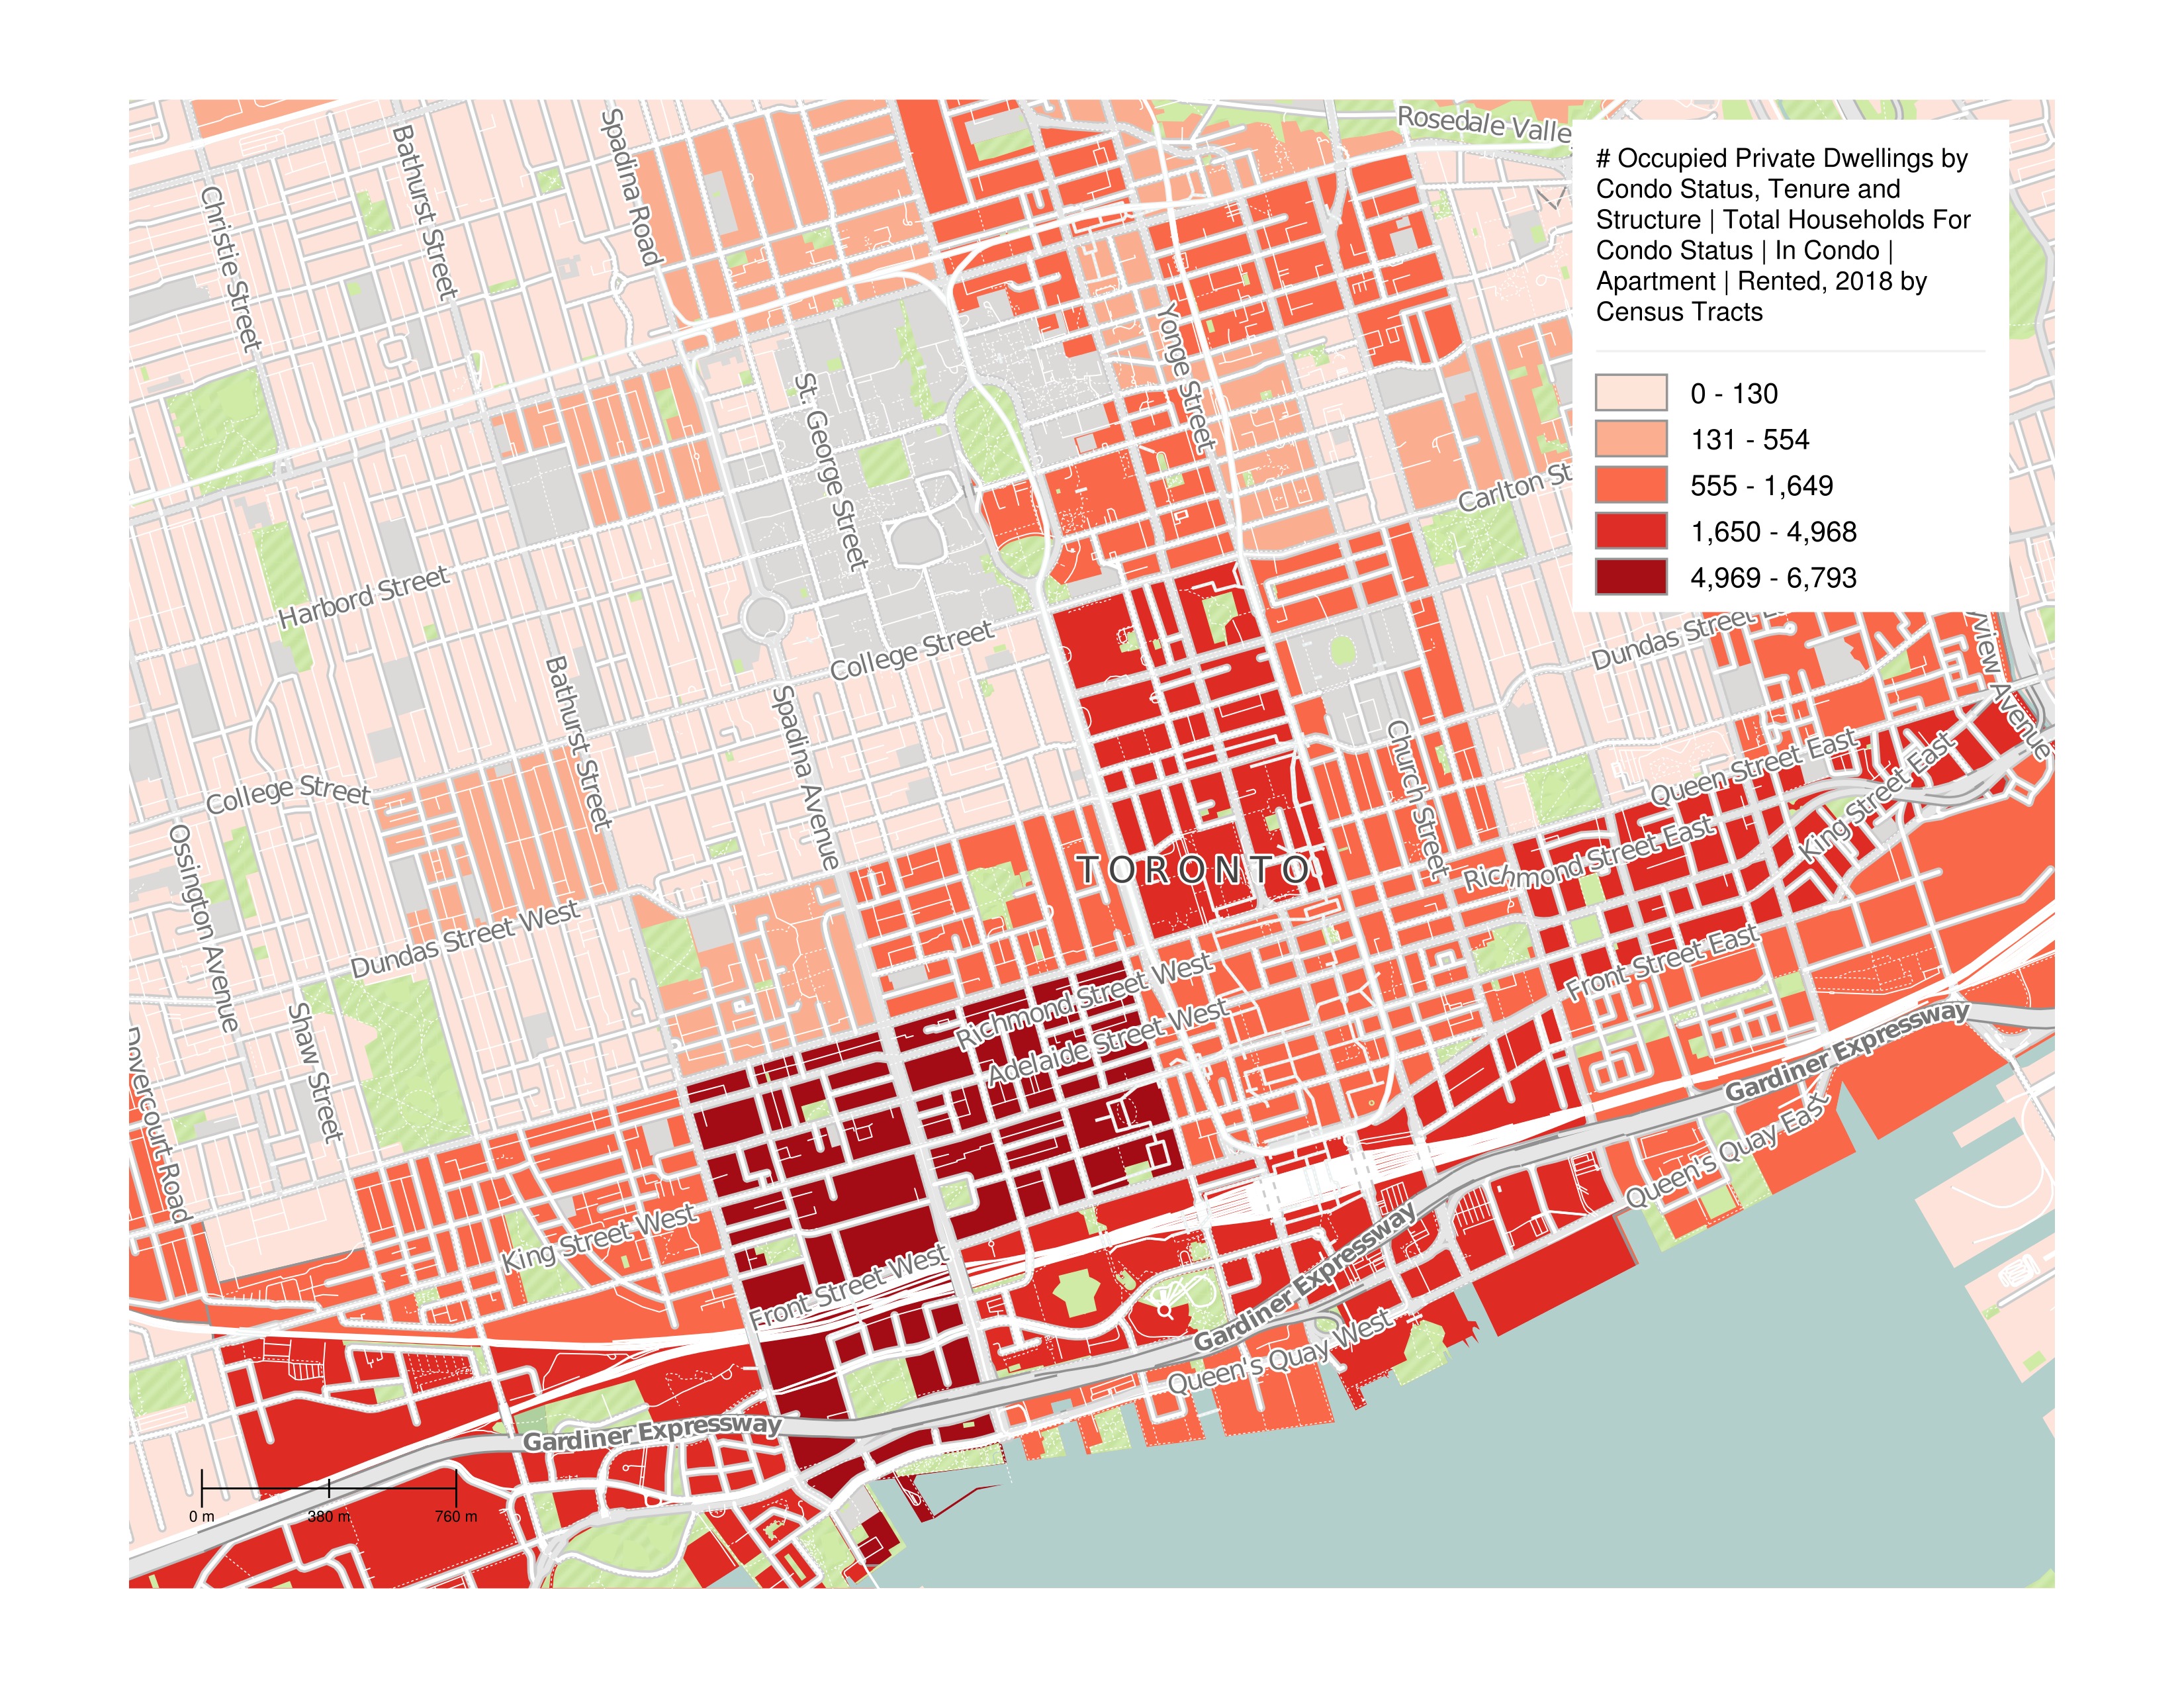 Rosedale Valle
Christie Street
Bathurst Street
Spadina Road
# Occupied Private Dwellings by
Condo Status, Tenure and
Structure | Total Households For
Condo Status | In Condo |
Apartment | Rented, 2018 by
Census Tracts
0 - 130
131 - 554
555 - 1,649
1,650 - 4,968
4,969 - 6,793
Yonge Street
St. George Street
Carlton St
Harbord Street
College Street
Dundas Street Ea
view Avenue
Bathurst Street
Spadina Avenue
Church Street
Queen Street East
King Street East
College Street
Ossington Avenue
TORONTO
Richmond Street East
Dundas Street West
Front Street East
Richmond Street West
Adelaide Street West
Shaw Street
Dovercourt Road
Gardiner Expressway
Queen's Quay East
King Street West
Front Street West
Gardiner Expressway
Queen's Quay West
Gardiner Expressway
0 m
380 m
760 m